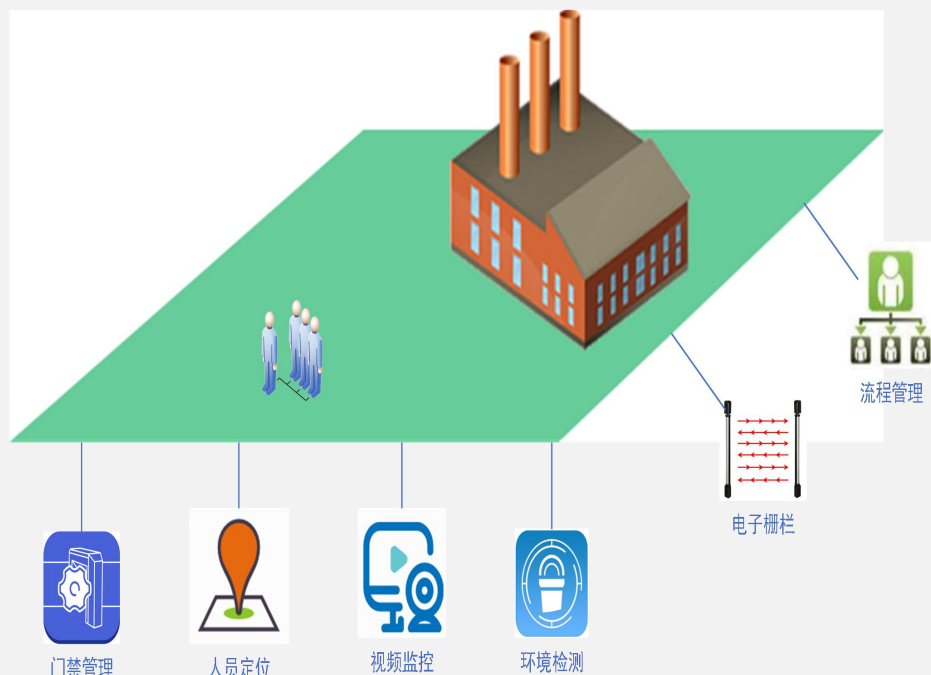 流程管理
电子栅栏
门禁管理
人员定位
视频监控
环境检测